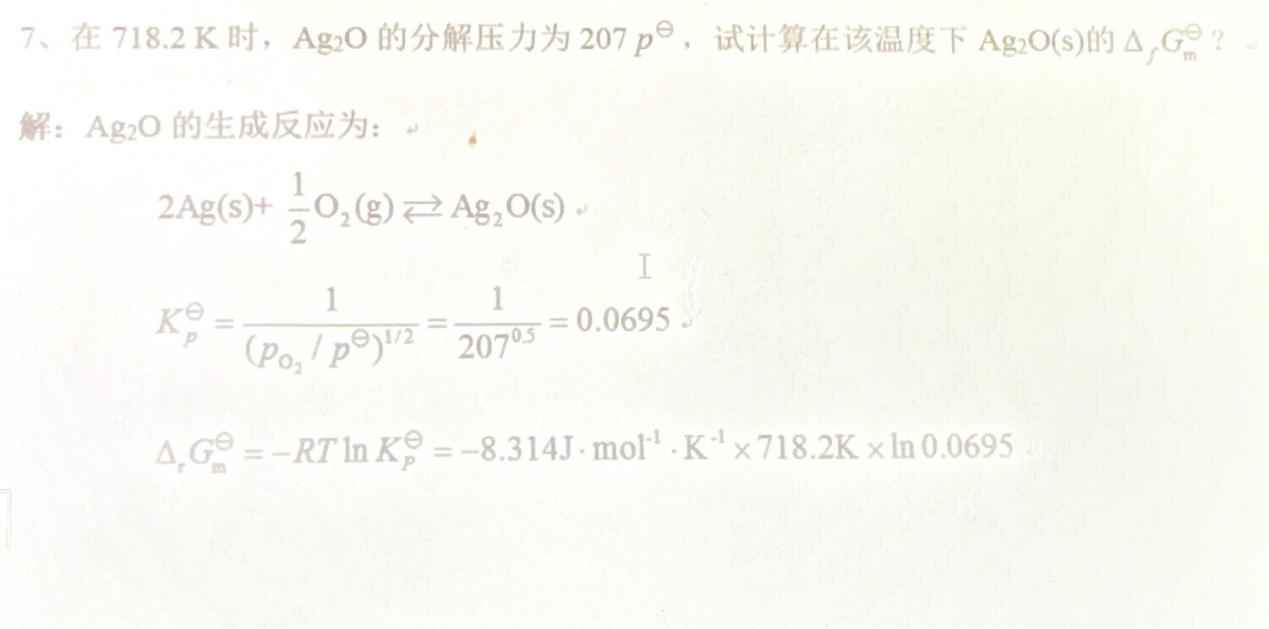 7、在 718.2 K 时，Ag₂O 的分解压力为 207 p^⊖，试计算在该温度下 Ag₂O(s)的 Δ_f G_m^⊖？
解：Ag₂O 的生成反应为：
2Ag(s)+ 1/2 O₂(g) ⇄ Ag₂O(s)
K_p^⊖ = 1/(p_O₂ / p^⊖)^1/2 = 1/207^0.5 = 0.0695
Δ_r G_m^⊖ = −RT ln K_p^⊖ = −8.314J · mol⁻¹ · K⁻¹ × 718.2K × ln 0.0695